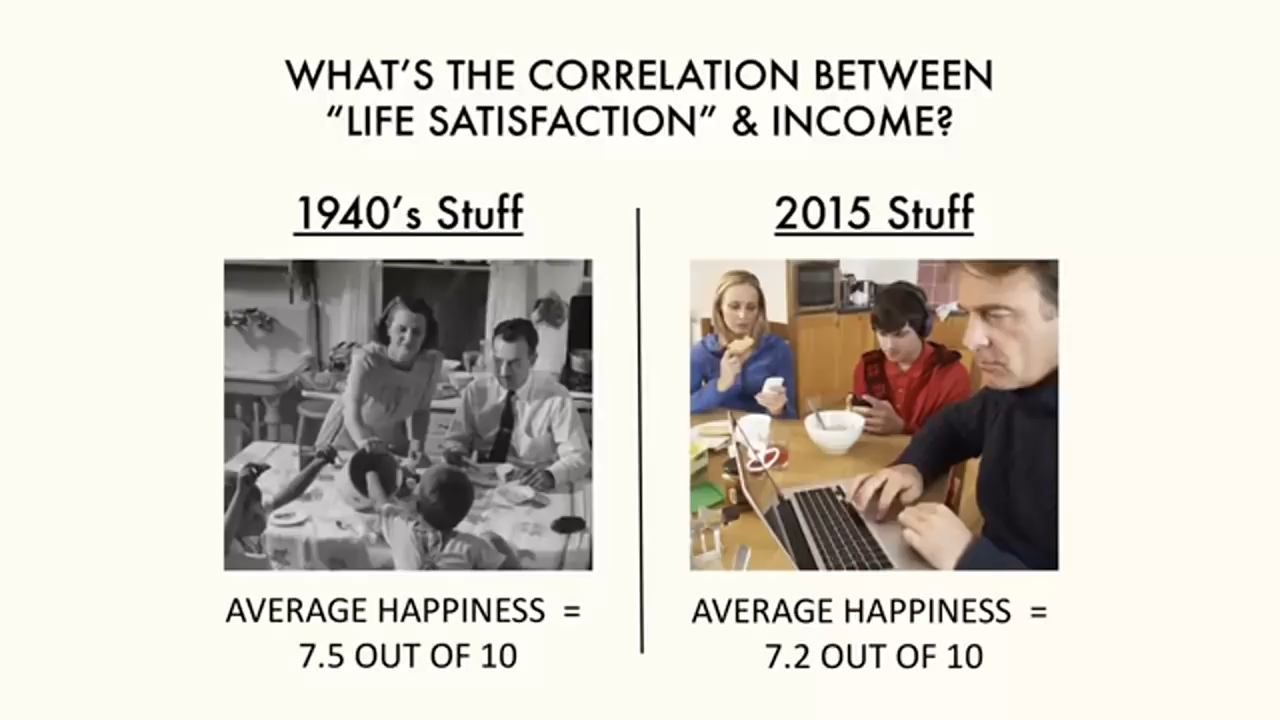 WHAT'S THE CORRELATION BETWEEN
“LIFE SATISFACTION” & INCOME?
1940's Stuff
AVERAGE HAPPINESS =
7.5 OUT OF 10
2015 Stuff
AVERAGE HAPPINESS =
7.2 OUT OF 10